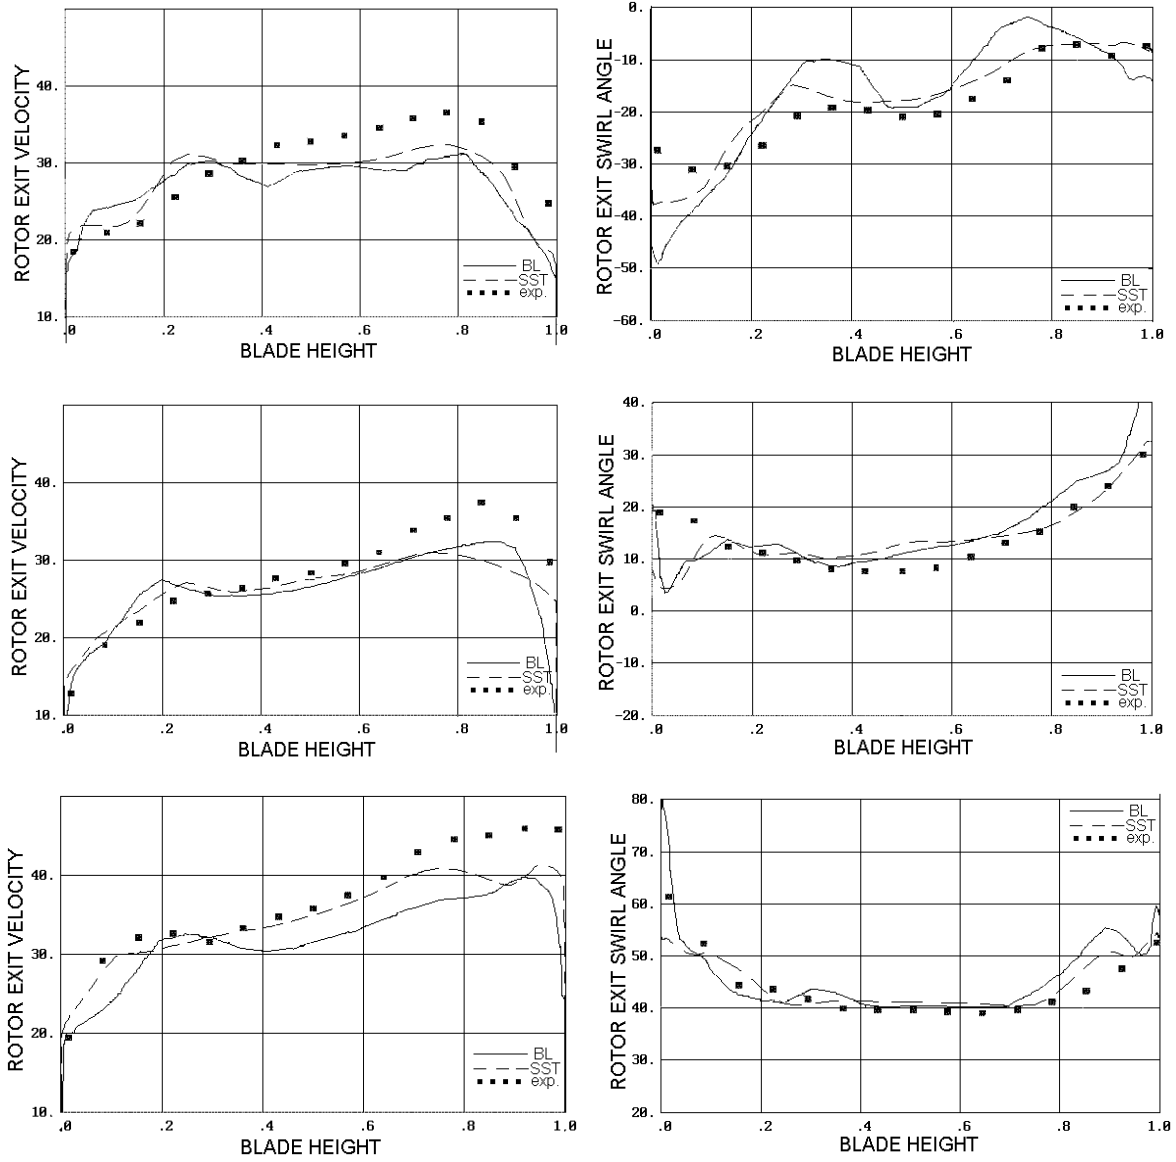 ROTOR EXIT VELOCITY
40.
30.
20.
10.
BL
SST
exp.
.0 .2 .4 .6 .8 1.0
BLADE HEIGHT
ROTOR EXIT SWIRL ANGLE
0.
-10.
-20.
-30.
-40.
-50.
-60.
BL
SST
exp.
.0 .2 .4 .6 .8 1.0
BLADE HEIGHT
ROTOR EXIT VELOCITY
40.
30.
20.
10.
BL
SST
exp.
.0 .2 .4 .6 .8 1.0
BLADE HEIGHT
ROTOR EXIT SWIRL ANGLE
40.
30.
20.
10.
0.
-10.
-20.
BL
SST
exp.
.0 .2 .4 .6 .8 1.0
BLADE HEIGHT
ROTOR EXIT VELOCITY
40.
30.
20.
10.
BL
SST
exp.
.0 .2 .4 .6 .8 1.0
BLADE HEIGHT
ROTOR EXIT SWIRL ANGLE
80.
70.
60.
50.
40.
30.
20.
BL
SST
exp.
.0 .2 .4 .6 .8 1.0
BLADE HEIGHT